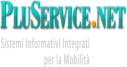 PLUSERVICE.NET
Sistemi Informativi Integrati
per la Mobilità